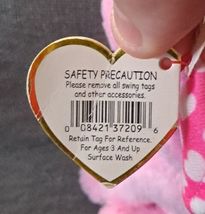 SAFETY PRECAUTION
Please remove all swing tags
and other accessories.
0 08421 37209 6
Retain Tag For Reference.
For Ages 3 And Up
Surface Wash